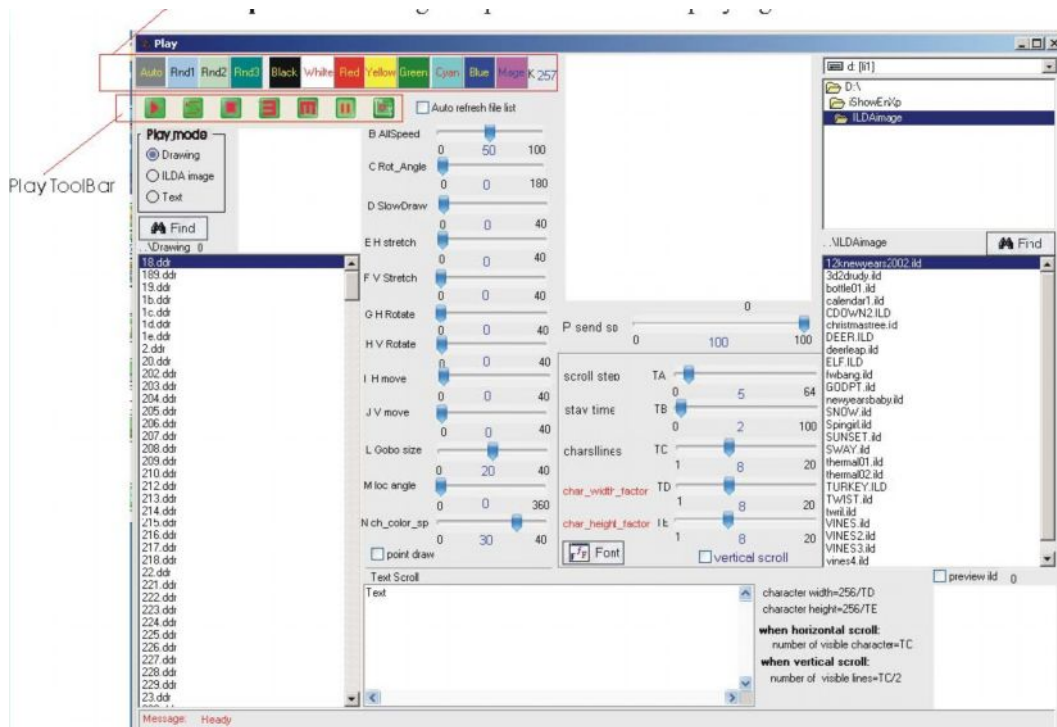 Play
Auto Rnd1 Rnd2 Rnd3 Black White Red Yellow Green Cyan Blue Mage K 257
Auto refresh file list
Play ToolBar
Play mode
Drawing
ILDA image
Text
Find
..\Drawing 0
18.ddr
189.ddr
19.ddr
1b.ddr
1c.ddr
1d.ddr
1e.ddr
2.ddr
20.ddr
202.ddr
203.ddr
204.ddr
205.ddr
206.ddr
207.ddr
208.ddr
209.ddr
210.ddr
212.ddr
213.ddr
214.ddr
215.ddr
216.ddr
217.ddr
218.ddr
22.ddr
221.ddr
222.ddr
223.ddr
224.ddr
225.ddr
226.ddr
227.ddr
228.ddr
229.ddr
23.ddr
B AllSpeed
0 50 100
C Rot_Angle
0 0 180
D SlowDraw
0 0 40
E H stretch
0 0 40
F V Stretch
0 0 40
G H Rotate
0 0 40
H V Rotate
0 0 40
I H move
0 0 40
J V move
0 0 40
L Gobo size
0 20 40
M loc angle
0 0 360
N ch_color_sp
0 30 40
point draw
0
P send sp
0 100 100
scroll step TA
0 5 64
stay time TB
0 2 100
charsllines TC
1 8 20
char_width_factor TD
1 8 20
char_height_factor TE
1 8 20
Font
vertical scroll
d: [li1]
D:\
iShowEnXp
ILDAimage
..\ILDAimage
Find
12knewyears2002.ild
3d2drudy.ild
bottle01.ild
calendar1.ild
CDOWN2.ILD
christmastree.ild
DEER.ILD
deerleap.ild
ELF.ILD
fwbang.ild
GODPT.ild
newyearsbaby.ild
SNOW.ild
Spingirl.ild
SUNSET.ild
SWAY.ild
thermal01.ild
thermal02.ild
TURKEY.ILD
TWIST.ild
twril.ild
VINES.ild
VINES2.ild
VINES3.ild
vines4.ild
preview ild 0
Text Scroll
Text
character width=256/TD
character height=256/TE
when horizontal scroll:
number of visible character=TC
when vertical scroll:
number of visible lines=TC/2
Message: Ready